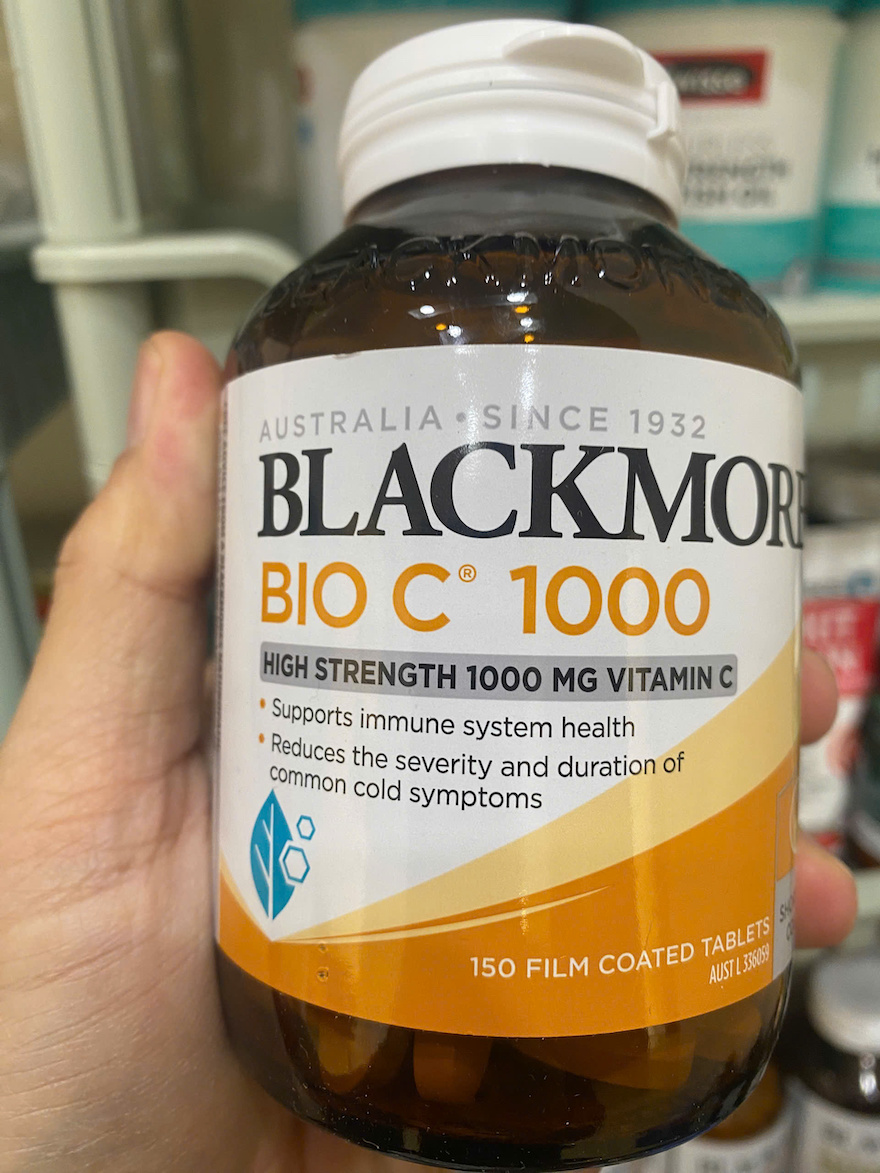 BLACKMORE
AUSTRALIA • SINCE 1932
BLACKMOR
BIO C® 1000
HIGH STRENGTH 1000 MG VITAMIN C
• Supports immune system health
• Reduces the severity and duration of
common cold symptoms
150 FILM COATED TABLETS
AUST L 336059